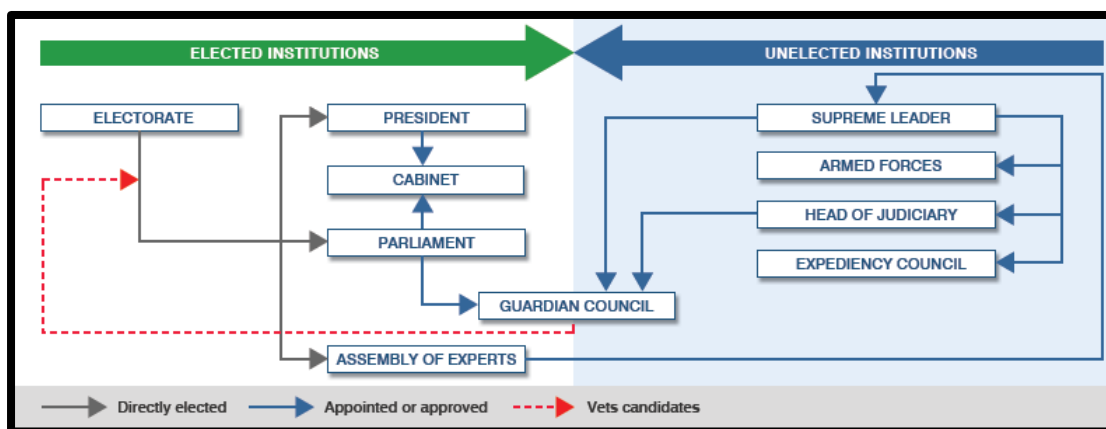 ELECTED INSTITUTIONS
UNELECTED INSTITUTIONS
ELECTORATE
PRESIDENT
SUPREME LEADER
CABINET
ARMED FORCES
PARLIAMENT
HEAD OF JUDICIARY
EXPEDIENCY COUNCIL
GUARDIAN COUNCIL
ASSEMBLY OF EXPERTS
Directly elected
Appointed or approved
Vets candidates